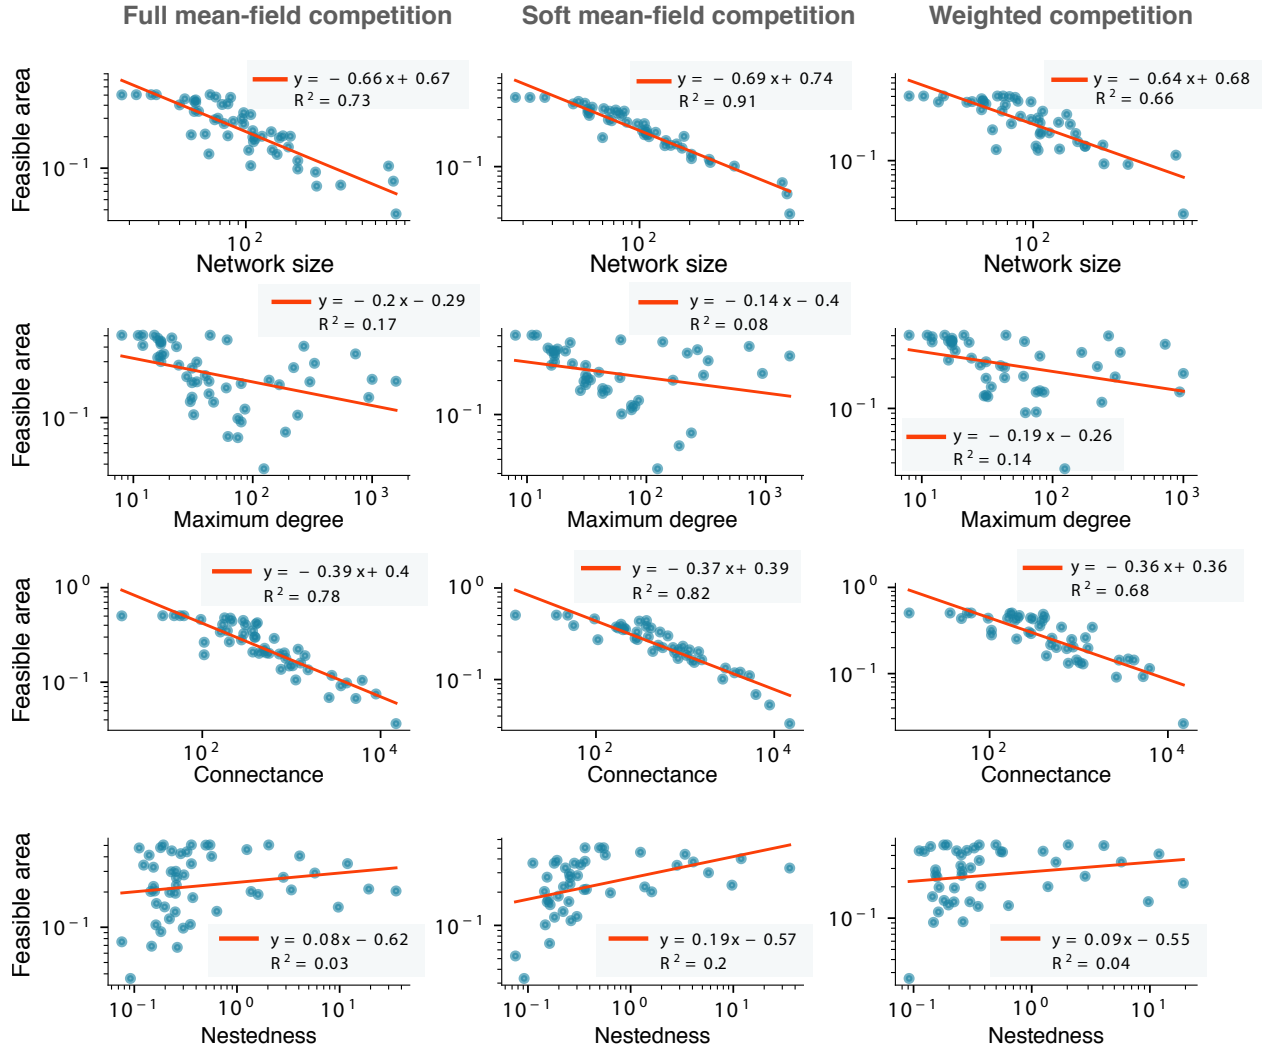 Full mean-field competition Soft mean-field competition Weighted competition
y = − 0.66 x + 0.67
R² = 0.73
Feasible area
10⁻¹
10²
Network size
y = − 0.69 x + 0.74
R² = 0.91
10⁻¹
10²
Network size
y = − 0.64 x + 0.68
R² = 0.66
10⁻¹
10²
Network size
y = − 0.2 x − 0.29
R² = 0.17
Feasible area
10⁻¹
10¹ 10² 10³
Maximum degree
y = − 0.14 x − 0.4
R² = 0.08
10⁻¹
10¹ 10² 10³
Maximum degree
10⁻¹
y = − 0.19 x − 0.26
R² = 0.14
10¹ 10² 10³
Maximum degree
y = − 0.39 x + 0.4
R² = 0.78
Feasible area
10⁰
10⁻¹
10² 10⁴
Connectance
y = − 0.37 x + 0.39
R² = 0.82
10⁰
10⁻¹
10² 10⁴
Connectance
y = − 0.36 x + 0.36
R² = 0.68
10⁰
10⁻¹
10² 10⁴
Connectance
Feasible area
10⁻¹
y = 0.08x − 0.62
R² = 0.03
10⁻¹ 10⁰ 10¹
Nestedness
10⁻¹
y = 0.19x − 0.57
R² = 0.2
10⁻¹ 10⁰ 10¹
Nestedness
10⁻¹
y = 0.09x − 0.55
R² = 0.04
10⁻¹ 10⁰ 10¹
Nestedness